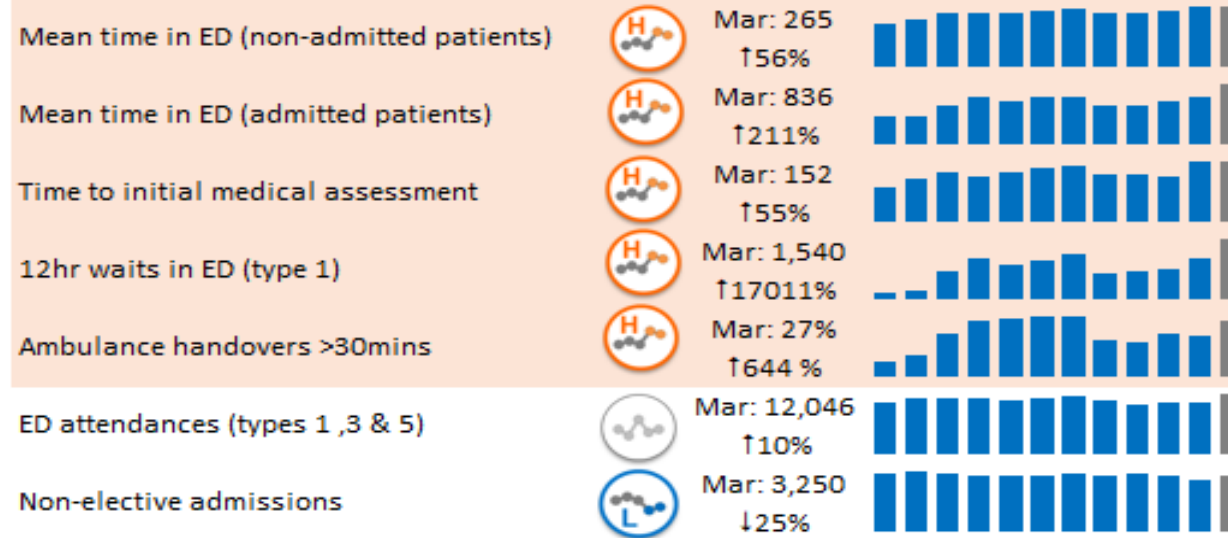 Mean time in ED (non-admitted patients)
H
Mar: 265
↑56%
Mean time in ED (admitted patients)
H
Mar: 836
↑211%
Time to initial medical assessment
H
Mar: 152
↑55%
12hr waits in ED (type 1)
H
Mar: 1,540
↑17011%
Ambulance handovers >30mins
H
Mar: 27%
↑644 %
ED attendances (types 1 ,3 & 5)
Mar: 12,046
↑10%
Non-elective admissions
L
Mar: 3,250
↓25%